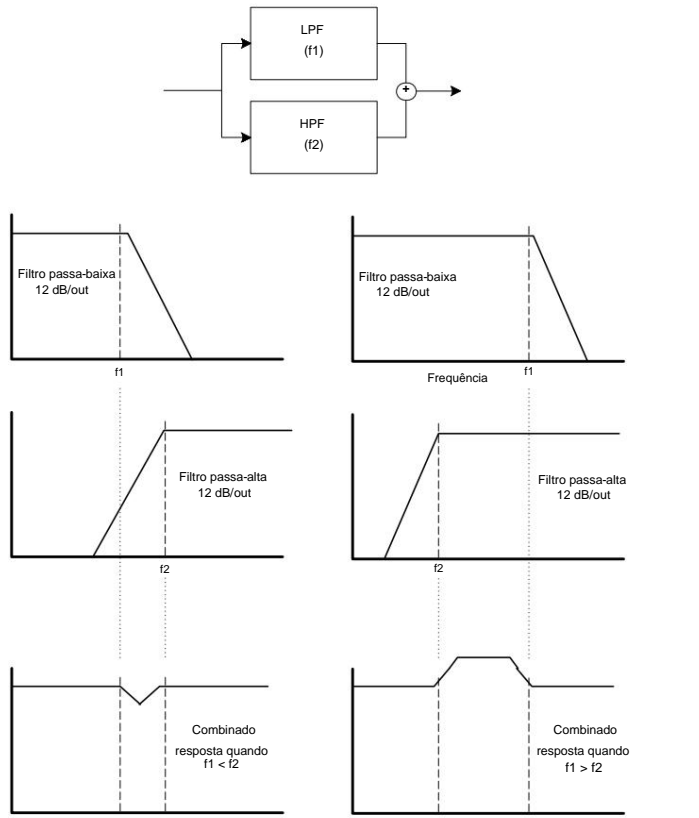 LPF
(f1)
+
HPF
(f2)
Filtro passa-baixa
12 dB/out
f1
Filtro passa-baixa
12 dB/out
Frequência
f1
Filtro passa-alta
12 dB/out
f2
Filtro passa-alta
12 dB/out
f2
Combinado
resposta quando
f1 < f2
Combinado
resposta quando
f1 > f2